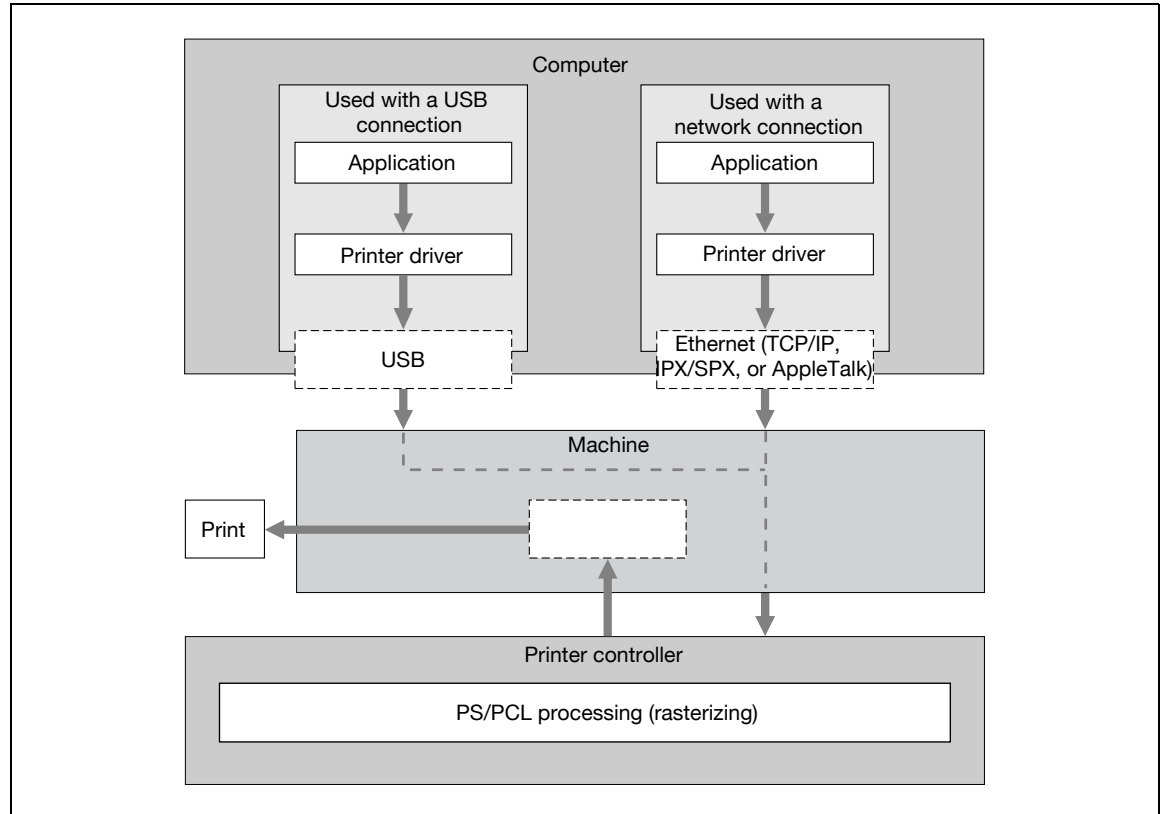 Computer
Used with a USB
connection
Application
Printer driver
USB
Used with a
network connection
Application
Printer driver
Ethernet (TCP/IP,
IPX/SPX, or AppleTalk)
Machine
Print
Printer controller
PS/PCL processing (rasterizing)